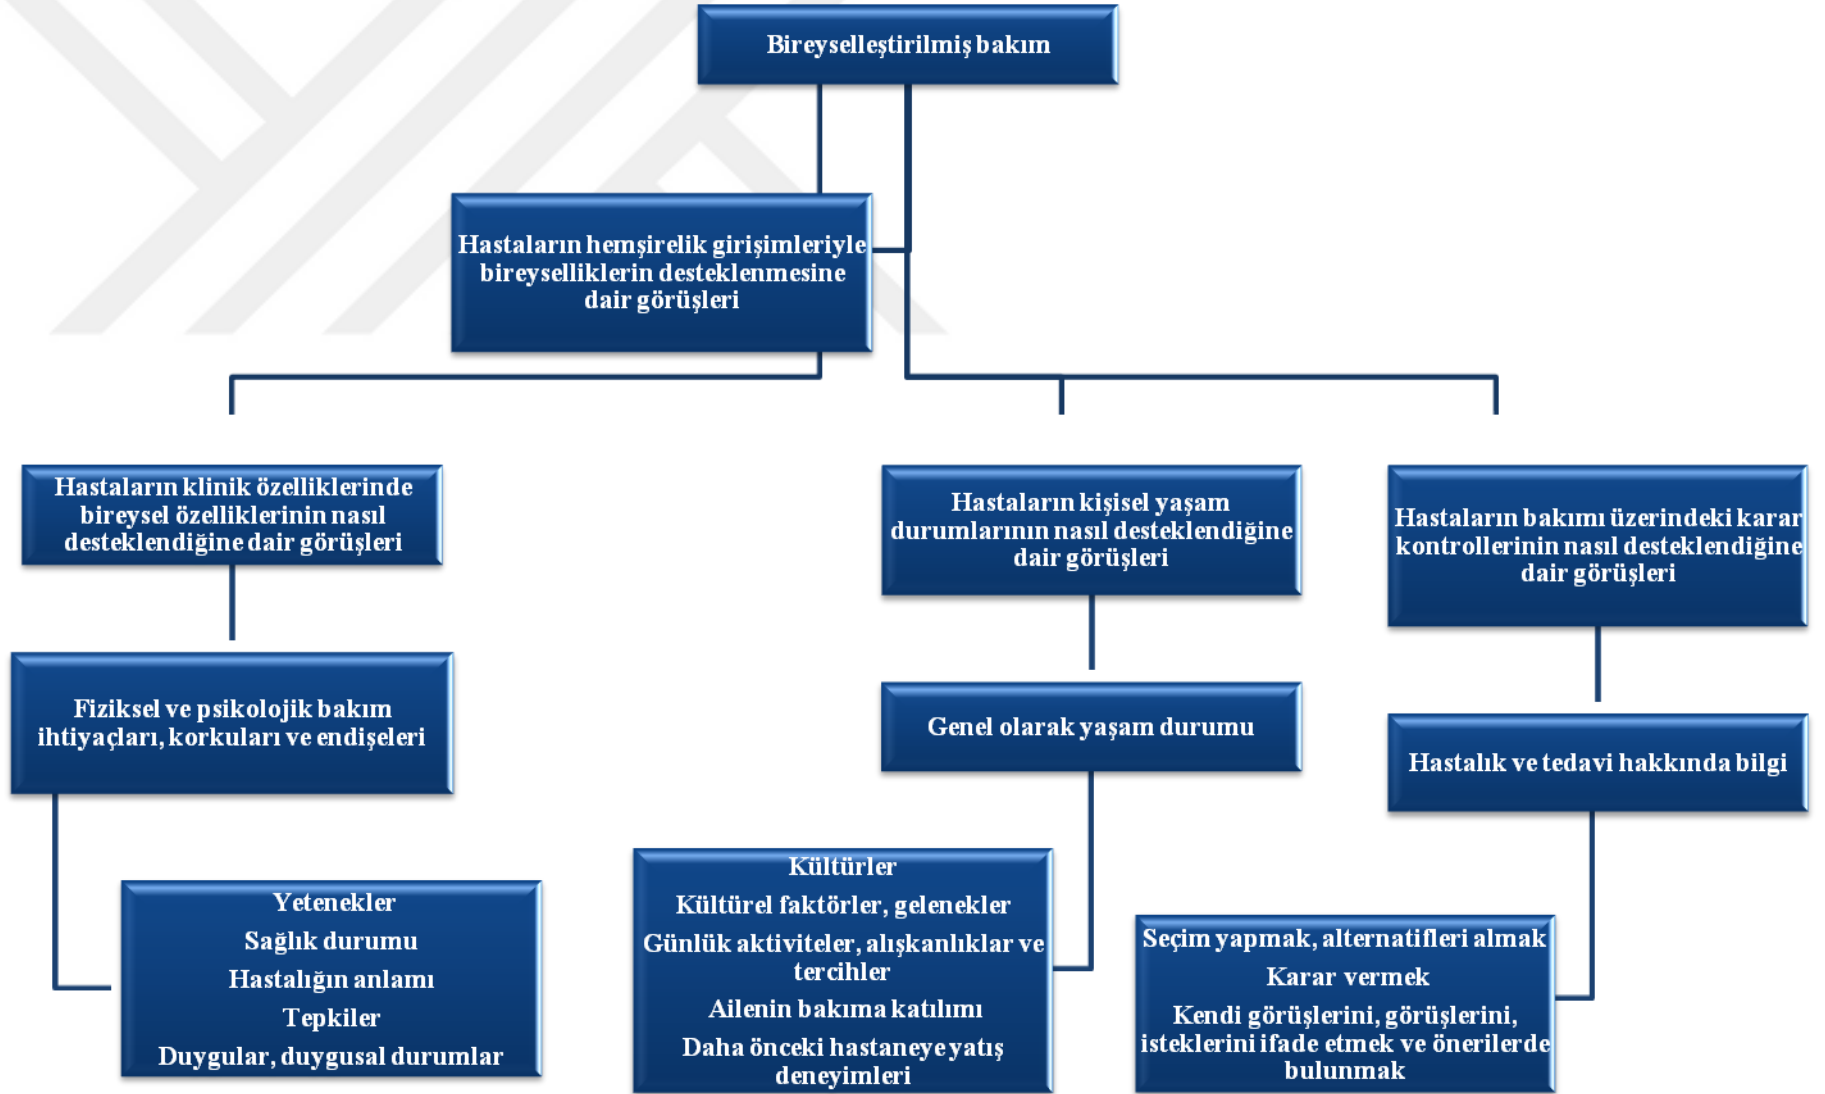 Bireyselleştirilmiş bakım
Hastaların hemşirelik girişimleriyle
bireyselliklerin desteklenmesine
dair görüşleri
Hastaların klinik özelliklerinde
bireysel özelliklerinin nasıl
desteklendiğine dair görüşleri
Fiziksel ve psikolojik bakım
ihtiyaçları, korkuları ve endişeleri
Yetenekler
Sağlık durumu
Hastalığın anlamı
Tepkiler
Duygular, duygusal durumlar
Hastaların kişisel yaşam
durumlarının nasıl desteklendiğine
dair görüşleri
Genel olarak yaşam durumu
Kültürler
Kültürel faktörler, gelenekler
Günlük aktiviteler, alışkanlıklar ve
tercihler
Ailenin bakıma katılımı
Daha önceki hastaneye yatış
deneyimleri
Hastaların bakımı üzerindeki karar
kontrollerinin nasıl desteklendiğine
dair görüşleri
Hastalık ve tedavi hakkında bilgi
Seçim yapmak, alternatifleri almak
Karar vermek
Kendi görüşlerini, görüşlerini,
isteklerini ifade etmek ve önerilerde
bulunmak